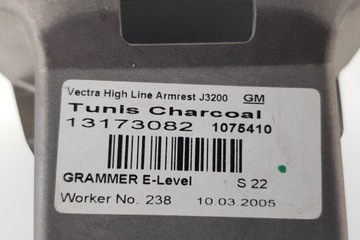 Vectra High Line Armrest J3200 GM
Tunis Charcoal
13173082 1075410
GRAMMER E-Level S 22
Worker No. 238 10.03.2005